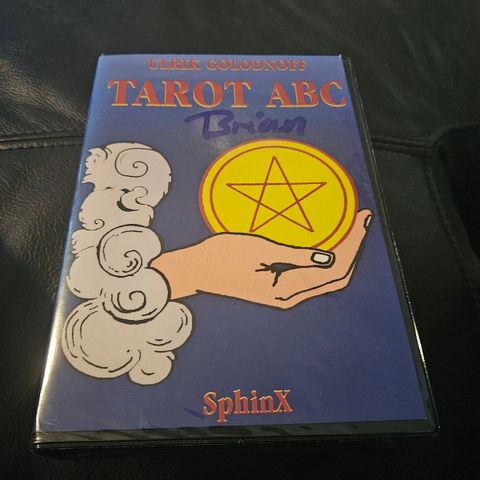 ULRIK GOLODNOFF
TAROT ABC
Brian
SphinX